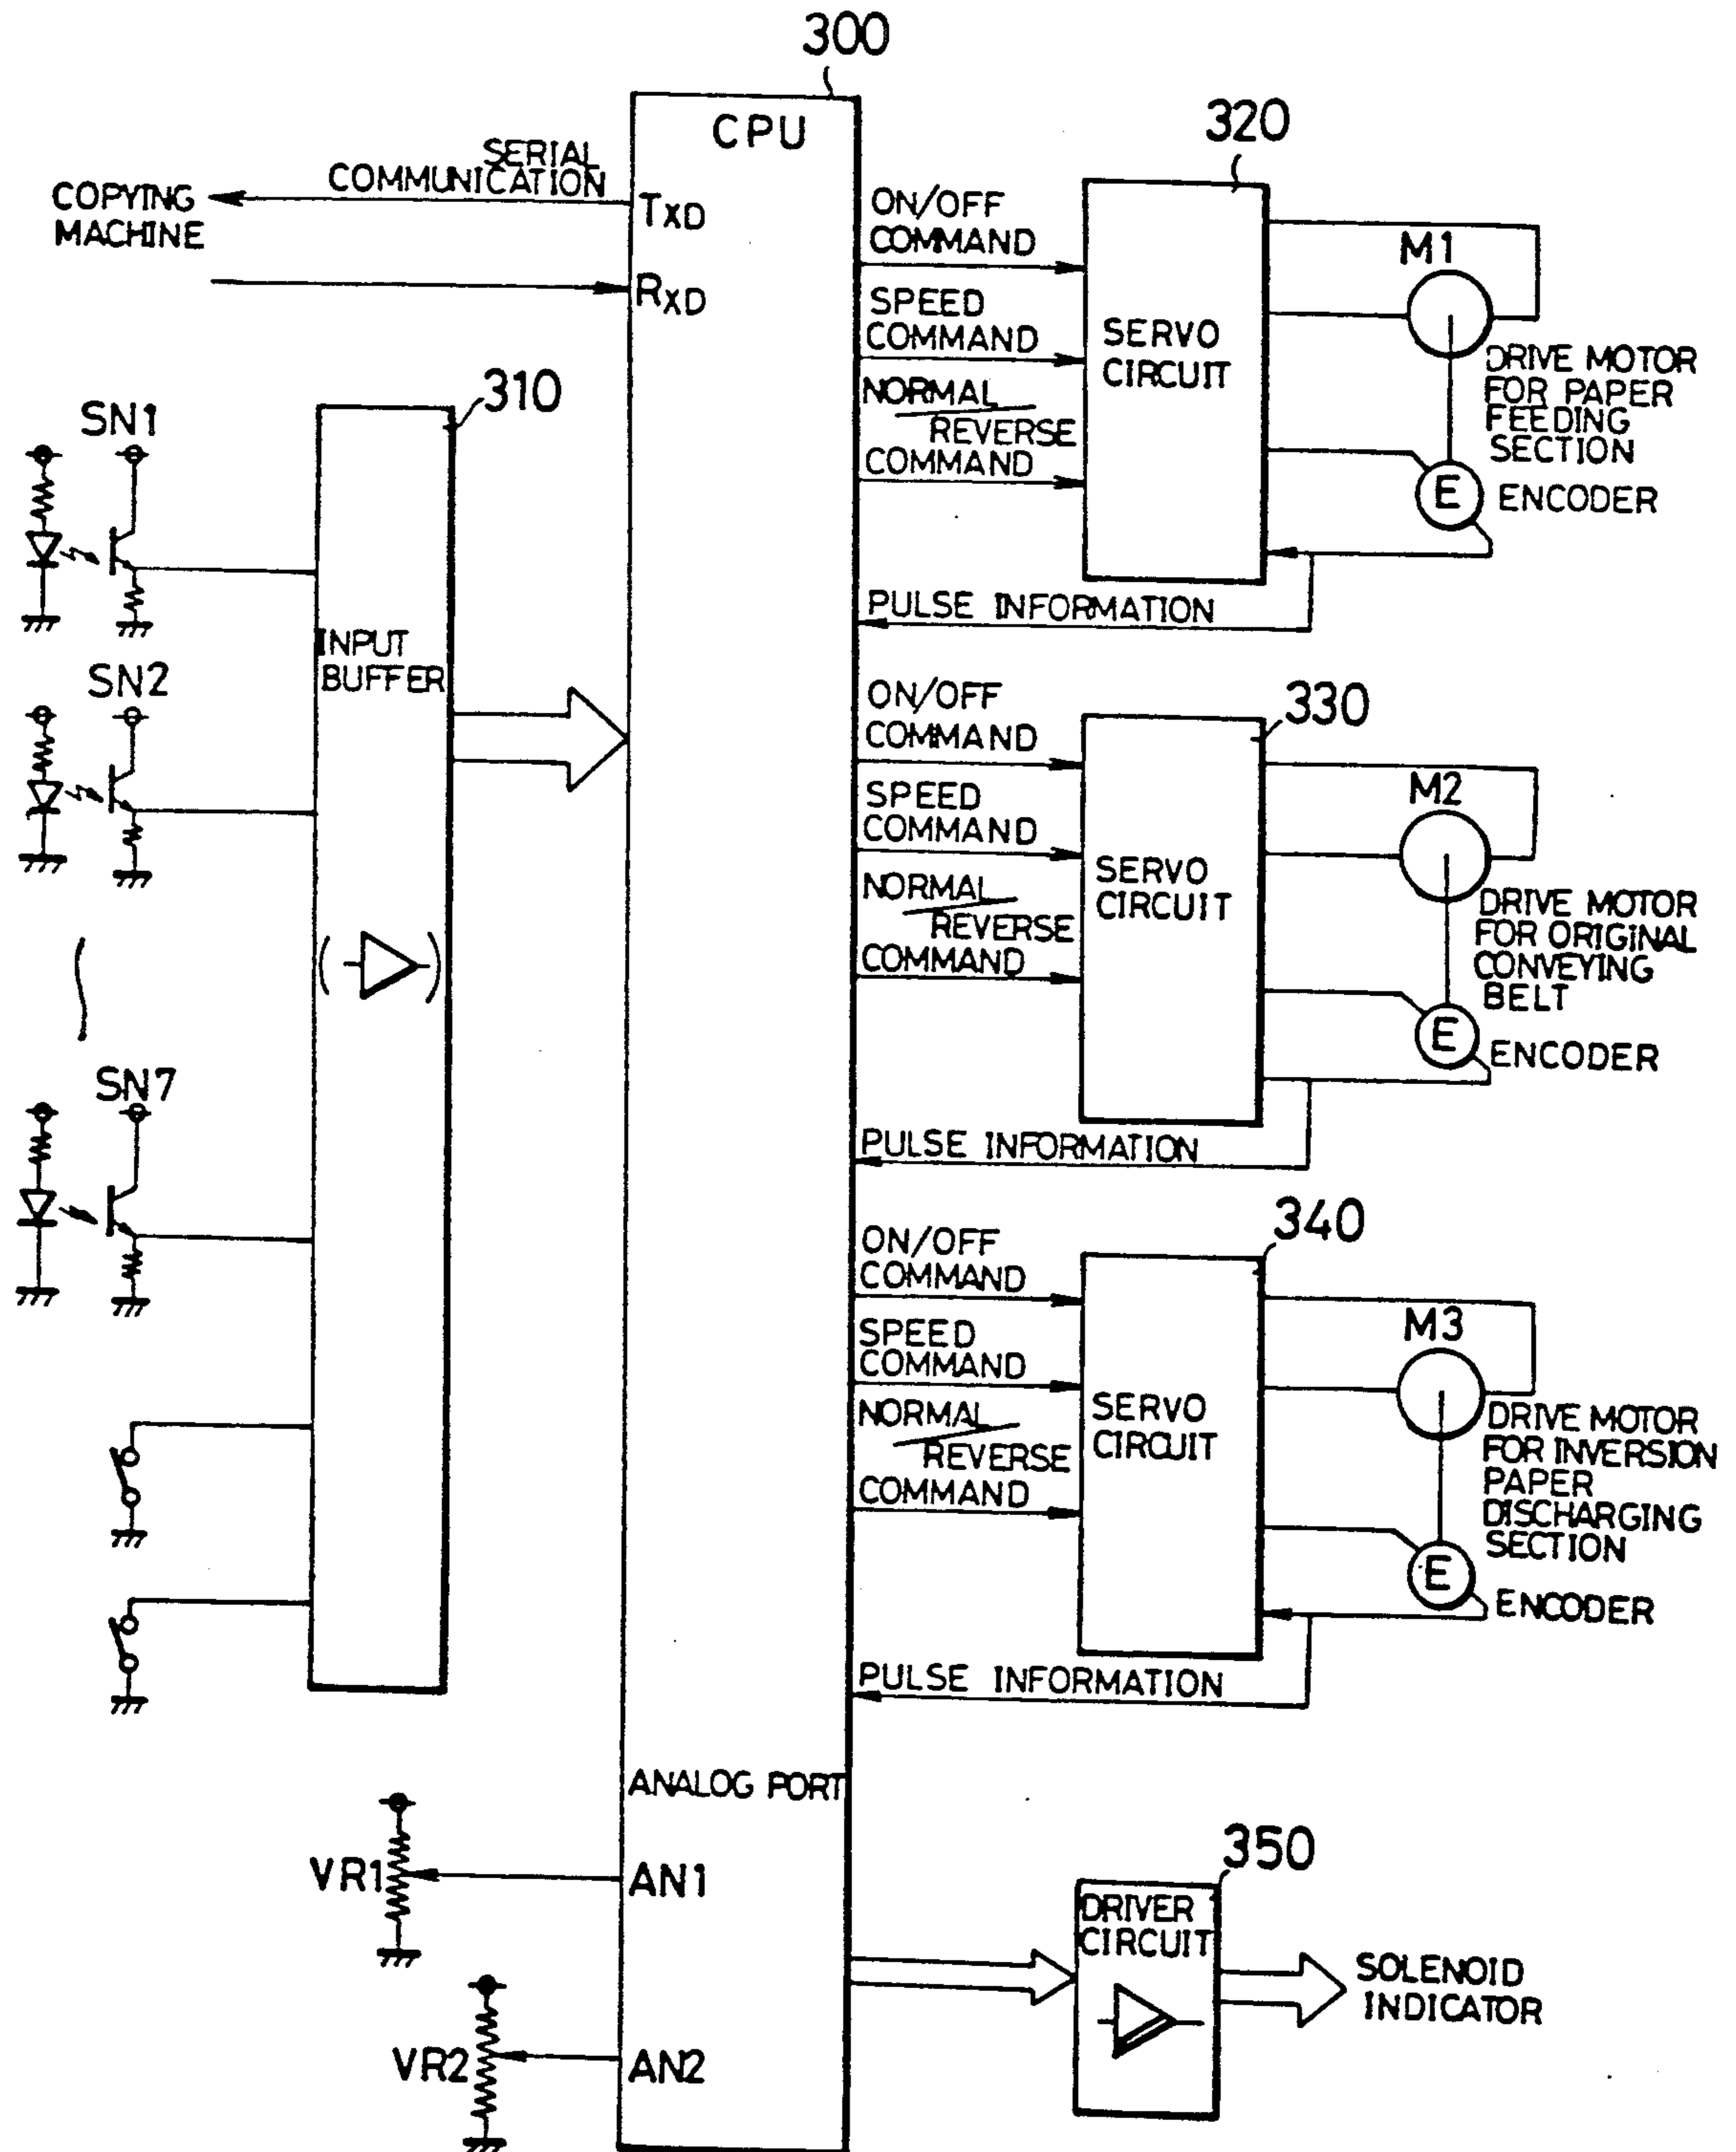 300
CPU
SERIAL
COMMUNICATION
COPYING
MACHINE
TXD
RXD
310
SN1
SN2
SN7
INPUT
BUFFER
320
ON/OFF
COMMAND
SPEED
COMMAND
NORMAL
REVERSE
COMMAND
SERVO
CIRCUIT
M1
DRIVE MOTOR
FOR PAPER
FEEDING
SECTION
E
ENCODER
PULSE INFORMATION
330
ON/OFF
COMMAND
SPEED
COMMAND
NORMAL
REVERSE
COMMAND
SERVO
CIRCUIT
M2
DRIVE MOTOR
FOR ORIGINAL
CONVEYING
BELT
E
ENCODER
PULSE INFORMATION
340
ON/OFF
COMMAND
SPEED
COMMAND
NORMAL
REVERSE
COMMAND
SERVO
CIRCUIT
M3
DRIVE MOTOR
FOR INVERSION
PAPER
DISCHARGING
SECTION
E
ENCODER
PULSE INFORMATION
ANALOG PORT
VR1
AN1
VR2
AN2
350
DRIVER
CIRCUIT
SOLENOID
INDICATOR